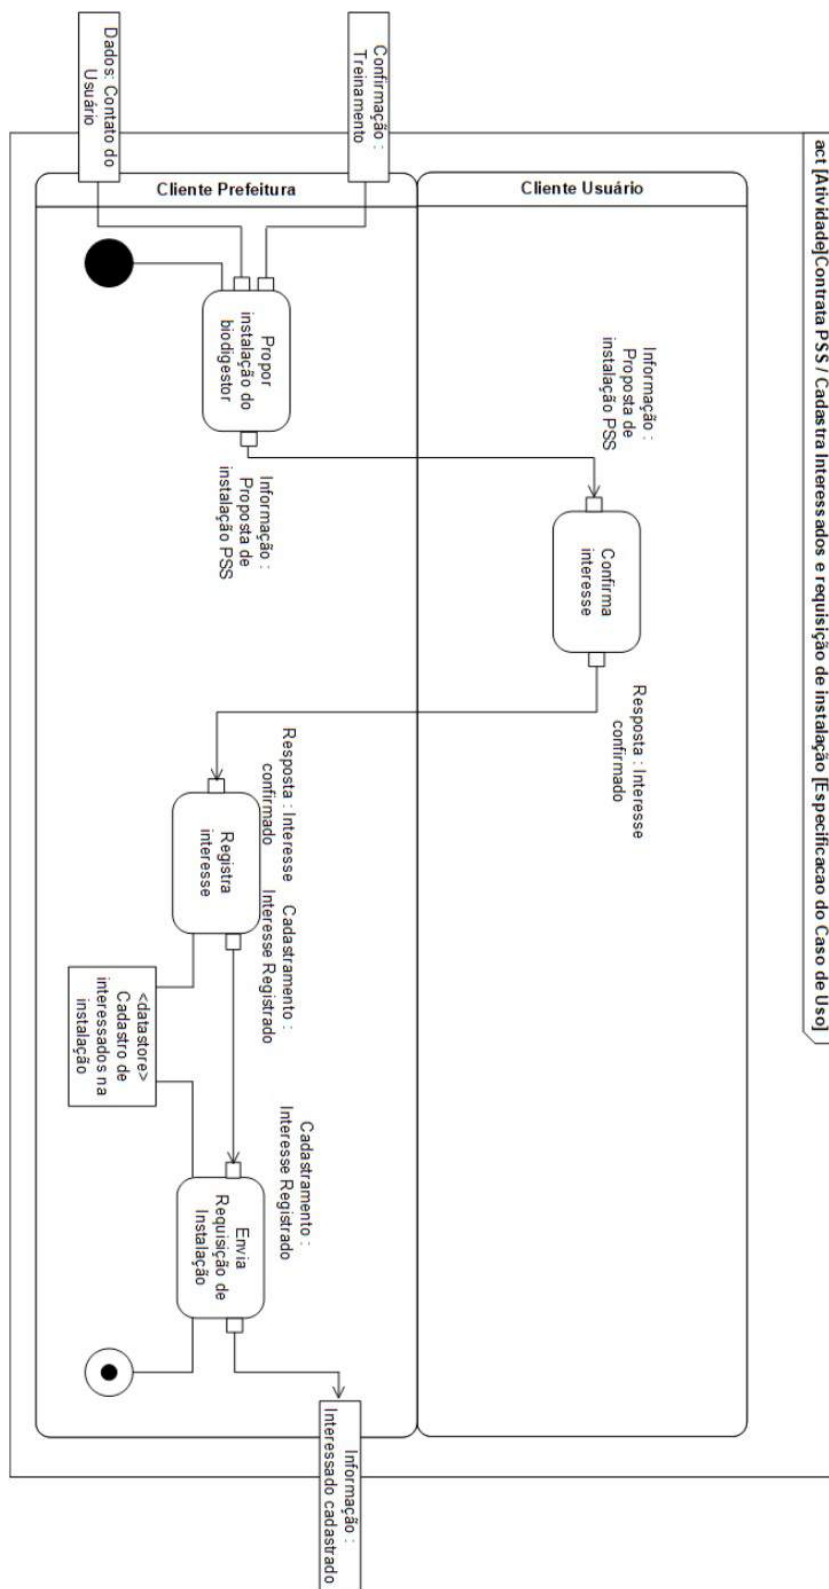 act [Atividade]Contrata PSS / Cadastra Interessados e requisição de instalação [Especificacao do Caso de Uso]
Dados: Contato do
Usuário
Confirmação :
Treinamento
Cliente Prefeitura
Cliente Usuário
Propor
instalação do
biodigestor
Informação :
Proposta de
instalação PSS
Informação :
Proposta de
instalação PSS
Confirma
interesse
Resposta : Interesse
confirmado
Resposta : Interesse
confirmado
Registra
interesse
Cadastramento :
Interesse Registrado
<datastore>
Cadastro de
interessados na
instalação
Cadastramento :
Interesse Registrado
Envia
Requisição de
Instalação
Informação :
Interessado cadastrado